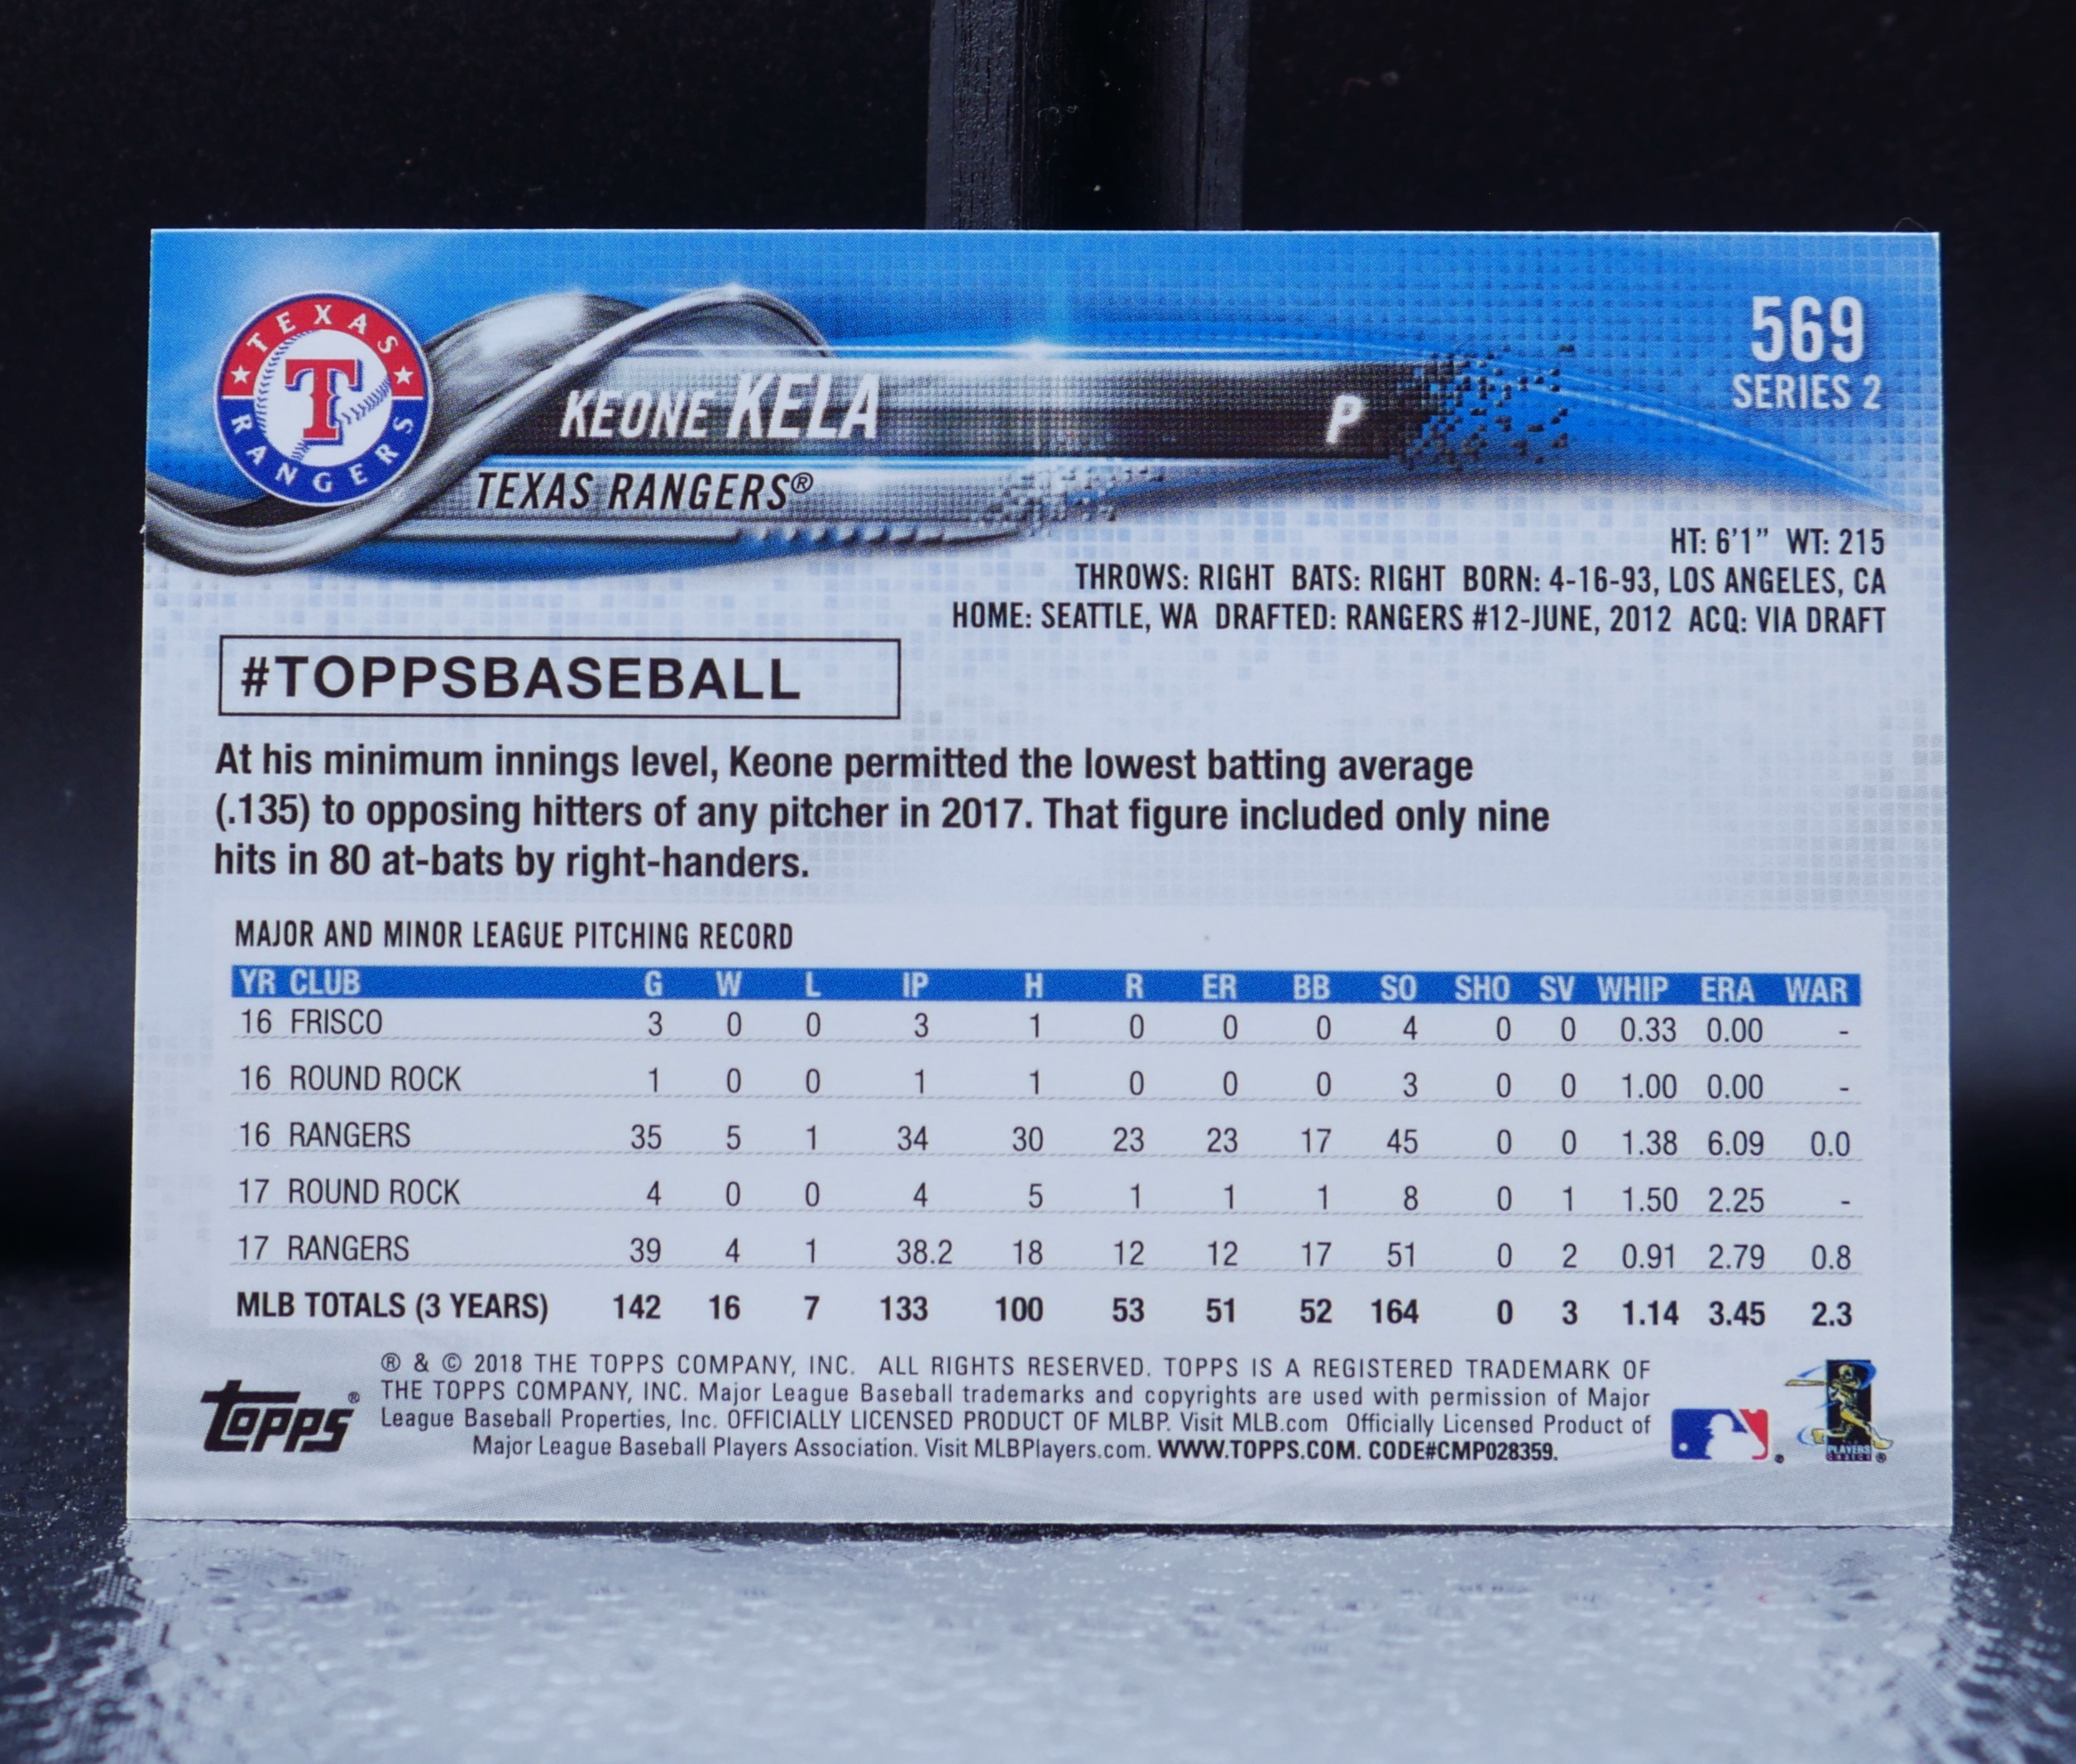 TEXAS RANGERS
T
569
SERIES 2
KEONE KELA P
TEXAS RANGERS®
HT: 6'1" WT: 215
THROWS: RIGHT BATS: RIGHT BORN: 4-16-93, LOS ANGELES, CA
HOME: SEATTLE, WA DRAFTED: RANGERS #12-JUNE, 2012 ACQ: VIA DRAFT
#TOPPSBASEBALL
At his minimum innings level, Keone permitted the lowest batting average
(.135) to opposing hitters of any pitcher in 2017. That figure included only nine
hits in 80 at-bats by right-handers.
MAJOR AND MINOR LEAGUE PITCHING RECORD
YR CLUB G W L IP H R ER BB SO SHO SV WHIP ERA WAR
16 FRISCO 3 0 0 3 1 0 0 0 4 0 0 0.33 0.00 -
16 ROUND ROCK 1 0 0 1 1 0 0 0 3 0 0 1.00 0.00 -
16 RANGERS 35 5 1 34 30 23 23 17 45 0 0 1.38 6.09 0.0
17 ROUND ROCK 4 0 0 4 5 1 1 1 8 0 1 1.50 2.25 -
17 RANGERS 39 4 1 38.2 18 12 12 17 51 0 2 0.91 2.79 0.8
MLB TOTALS (3 YEARS) 142 16 7 133 100 53 51 52 164 0 3 1.14 3.45 2.3
® & © 2018 THE TOPPS COMPANY, INC. ALL RIGHTS RESERVED. TOPPS IS A REGISTERED TRADEMARK OF
THE TOPPS COMPANY, INC. Major League Baseball trademarks and copyrights are used with permission of Major
League Baseball Properties, Inc. OFFICIALLY LICENSED PRODUCT OF MLBP. Visit MLB.com Officially Licensed Product of
Major League Baseball Players Association. Visit MLBPlayers.com. WWW.TOPPS.COM. CODE#CMP028359.
TOPPS®
PLAYERS
CHOICE ®